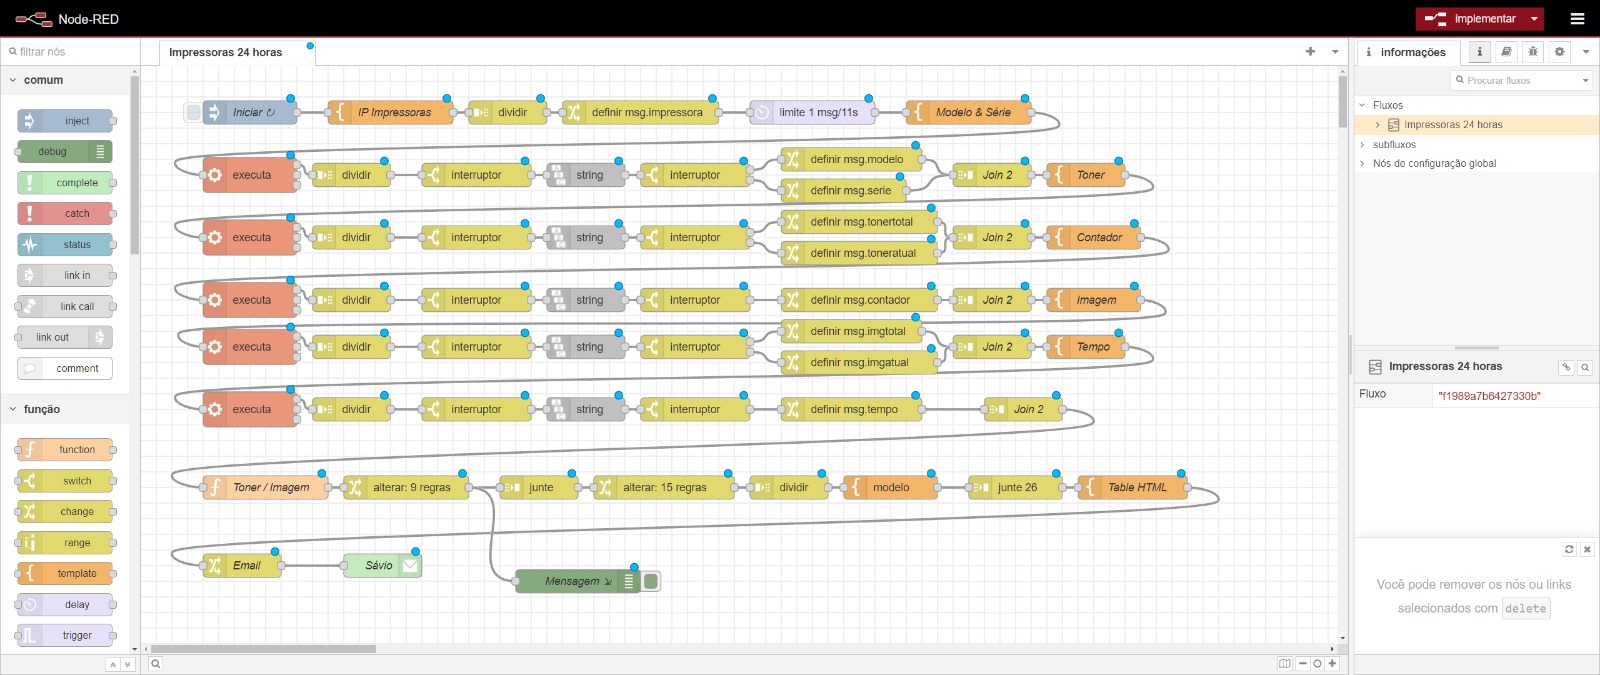 Node-RED
Implementar
filtrar nós
Impressoras 24 horas
informações
Procurar fluxos
comum
inject
debug
complete
catch
status
link in
link call
link out
comment
função
function
switch
change
range
template
delay
trigger
Iniciar ↻
IP Impressoras
dividir
definir msg.impressora
limite 1 msg/11s
Modelo & Série
executa
dividir
interruptor
string
interruptor
definir msg.modelo
definir msg.serie
Join 2
Toner
executa
dividir
interruptor
string
interruptor
definir msg.tonertotal
definir msg.toneratual
Join 2
Contador
executa
dividir
interruptor
string
interruptor
definir msg.contador
Join 2
Imagem
executa
dividir
interruptor
string
interruptor
definir msg.imgtotal
definir msg.imgatual
Join 2
Tempo
executa
dividir
interruptor
string
interruptor
definir msg.tempo
Join 2
Toner / Imagem
alterar: 9 regras
junte
alterar: 15 regras
dividir
modelo
junte 26
Table HTML
Email
Sávio
Mensagem
Fluxos
Impressoras 24 horas
subfluxos
Nós de configuração global
Impressoras 24 horas
Fluxo "f1989a7b6427330b"
Você pode remover os nós ou links
selecionados com delete